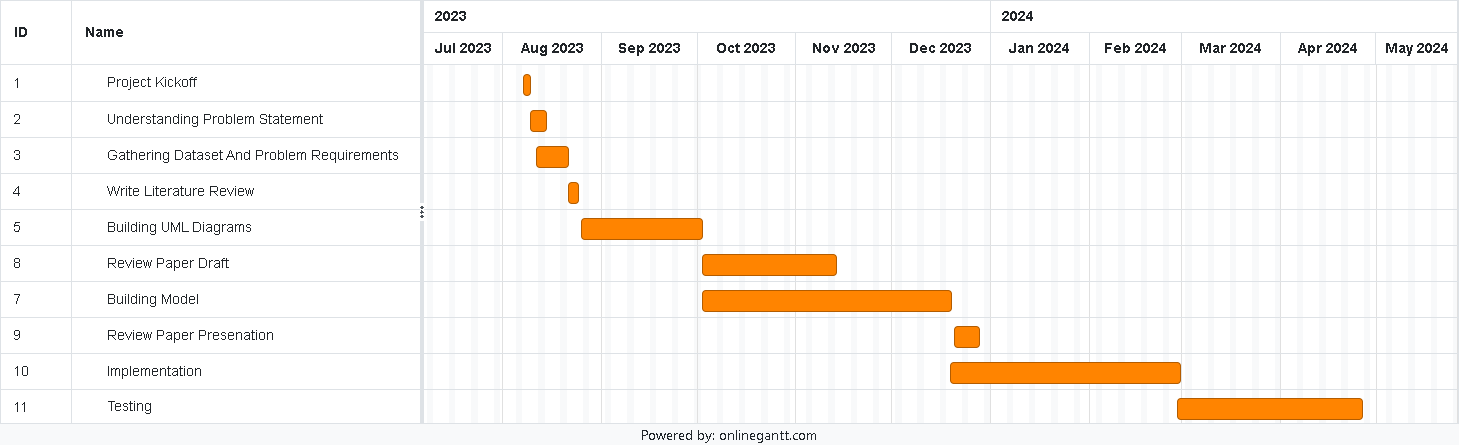 2023
2024
ID
Name
Jul 2023
Aug 2023
Sep 2023
Oct 2023
Nov 2023
Dec 2023
Jan 2024
Feb 2024
Mar 2024
Apr 2024
May 2024
1 Project Kickoff
2 Understanding Problem Statement
3 Gathering Dataset And Problem Requirements
4 Write Literature Review
5 Building UML Diagrams
8 Review Paper Draft
7 Building Model
9 Review Paper Presenation
10 Implementation
11 Testing
Powered by: onlinegantt.com